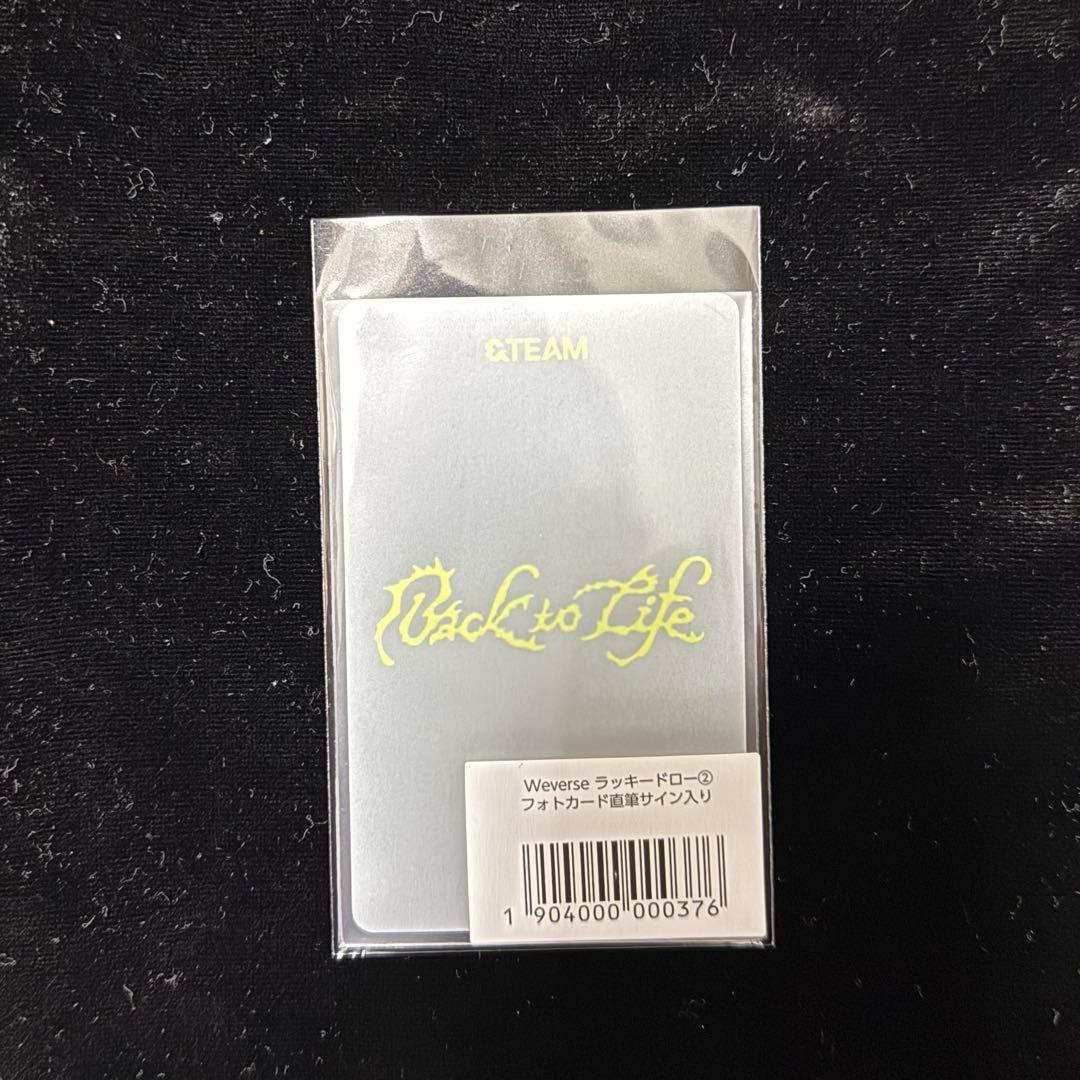 &TEAM
Back to Life
Weverse ラッキードロー②
フォトカード直筆サイン入り
1 904000 000376